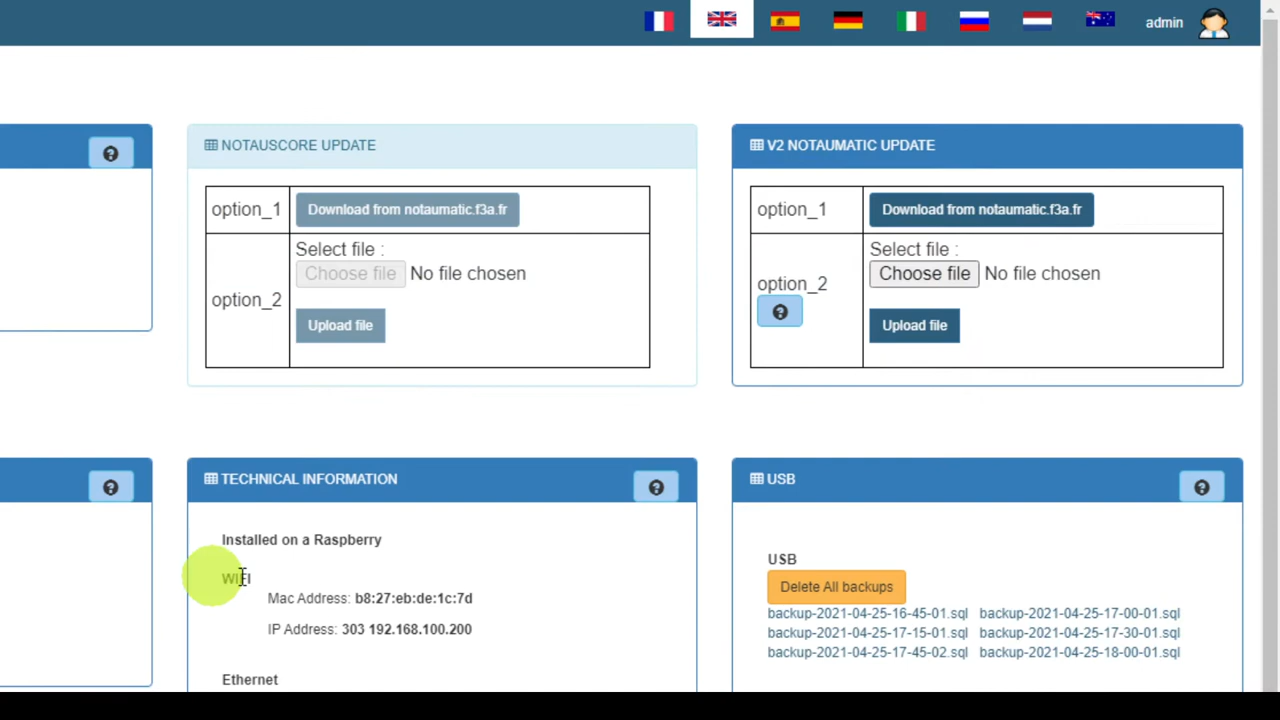 admin
NOTAUSCORE UPDATE
option_1 Download from notaumatic.f3a.fr
Select file :
Choose file No file chosen
option_2
Upload file
V2 NOTAUMATIC UPDATE
option_1 Download from notaumatic.f3a.fr
Select file :
Choose file No file chosen
option_2
Upload file
TECHNICAL INFORMATION
Installed on a Raspberry
WIFI
Mac Address: b8:27:eb:de:1c:7d
IP Address: 303 192.168.100.200
Ethernet
USB
USB
Delete All backups
backup-2021-04-25-16-45-01.sql backup-2021-04-25-17-00-01.sql
backup-2021-04-25-17-15-01.sql backup-2021-04-25-17-30-01.sql
backup-2021-04-25-17-45-02.sql backup-2021-04-25-18-00-01.sql